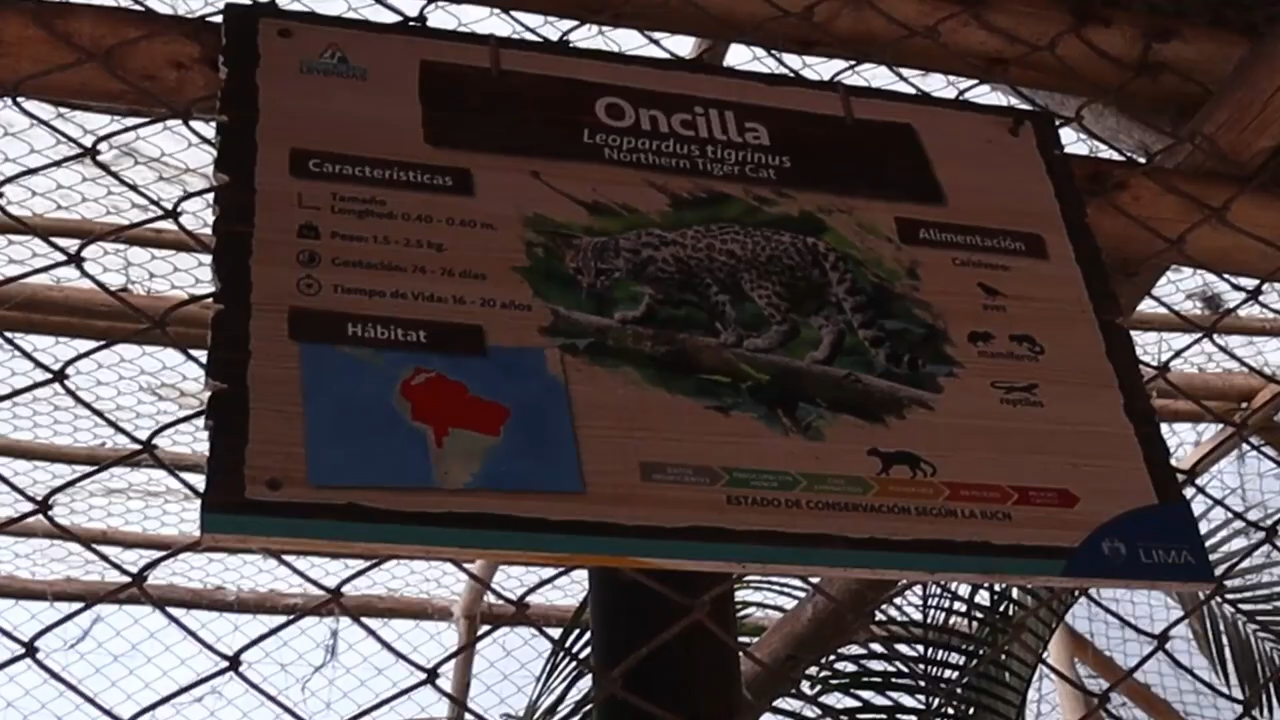 LEYENDAS
Oncilla
Leopardus tigrinus
Northern Tiger Cat
Características
Tamaño
Longitud: 0.40 - 0.60 m.
Peso: 1.5 - 2.5 kg.
Gestación: 74 - 76 días
Tiempo de Vida: 16 - 20 años
Hábitat
Alimentación
Carnívoro:
aves
mamíferos
reptiles
ESTADO DE CONSERVACIÓN SEGÚN LA IUCN
LIMA